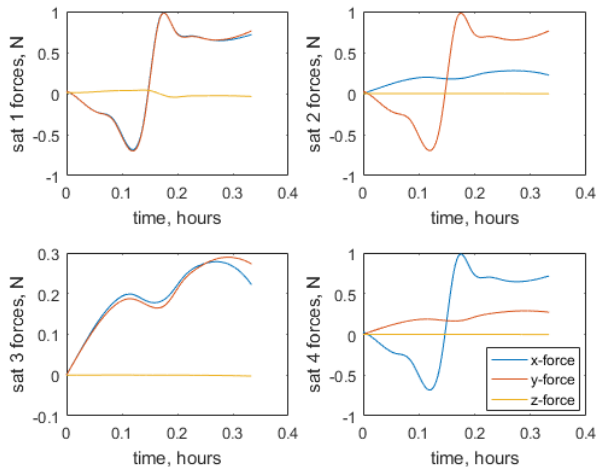 sat 1 forces, N
1
0.5
0
-0.5
-1
0 0.1 0.2 0.3 0.4
time, hours
sat 2 forces, N
1
0.5
0
-0.5
-1
0 0.1 0.2 0.3 0.4
time, hours
sat 3 forces, N
0.3
0.2
0.1
0
-0.1
0 0.1 0.2 0.3 0.4
time, hours
sat 4 forces, N
1
0.5
0
-0.5
-1
0 0.1 0.2 0.3 0.4
time, hours
x-force
y-force
z-force